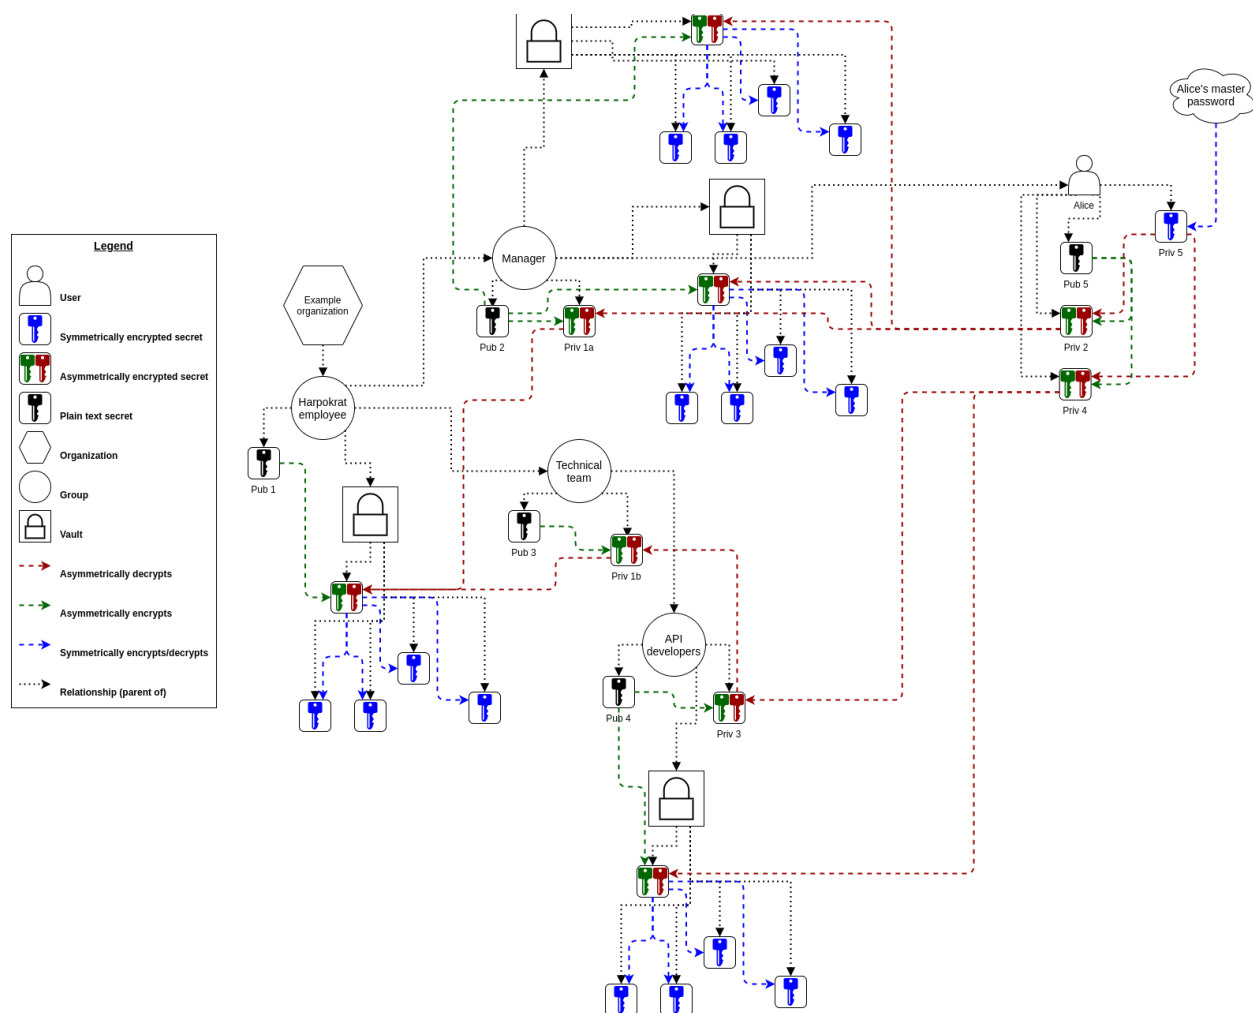 Alice's master
password
Alice
Priv 5
Pub 5
Legend
Manager
User
Example
organization
Symmetrically encrypted secret
Pub 2
Priv 1a
Priv 2
Asymmetrically encrypted secret
Harpokrat
employee
Priv 4
Plain text secret
Organization
Technical
team
Pub 1
Group
Vault
Pub 3
Priv 1b
Asymmetrically decrypts
Asymmetrically encrypts
API
developers
Symmetrically encrypts/decrypts
Relationship (parent of)
Pub 4
Priv 3